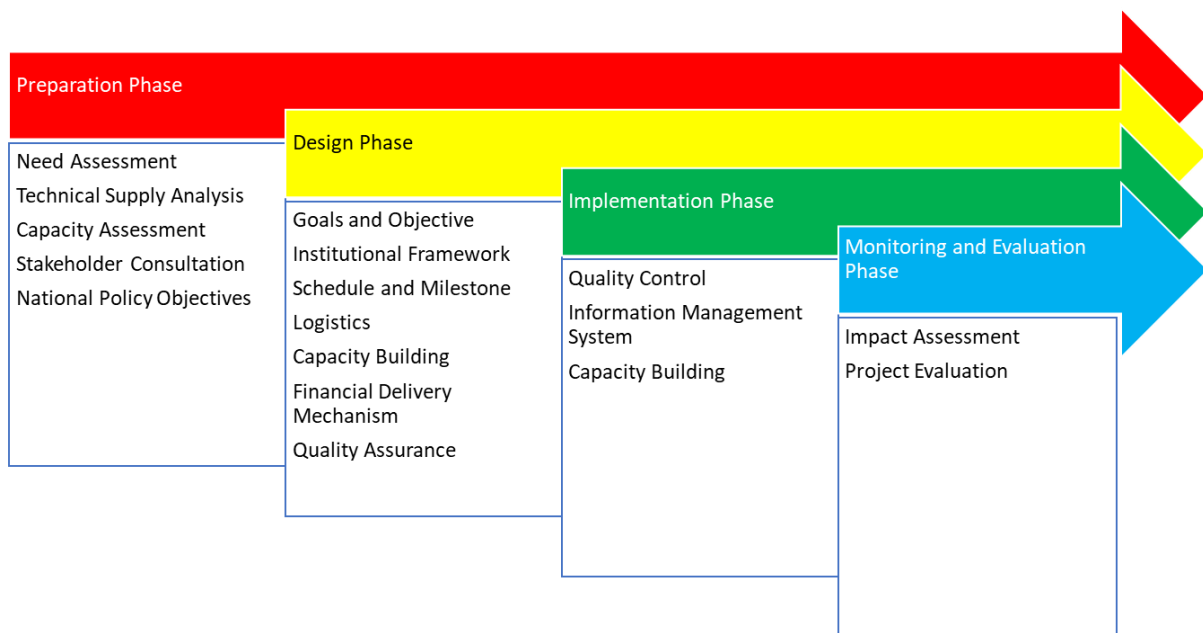 Preparation Phase
Need Assessment
Technical Supply Analysis
Capacity Assessment
Stakeholder Consultation
National Policy Objectives
Design Phase
Goals and Objective
Institutional Framework
Schedule and Milestone
Logistics
Capacity Building
Financial Delivery
Mechanism
Quality Assurance
Implementation Phase
Quality Control
Information Management
System
Capacity Building
Monitoring and Evaluation
Phase
Impact Assessment
Project Evaluation